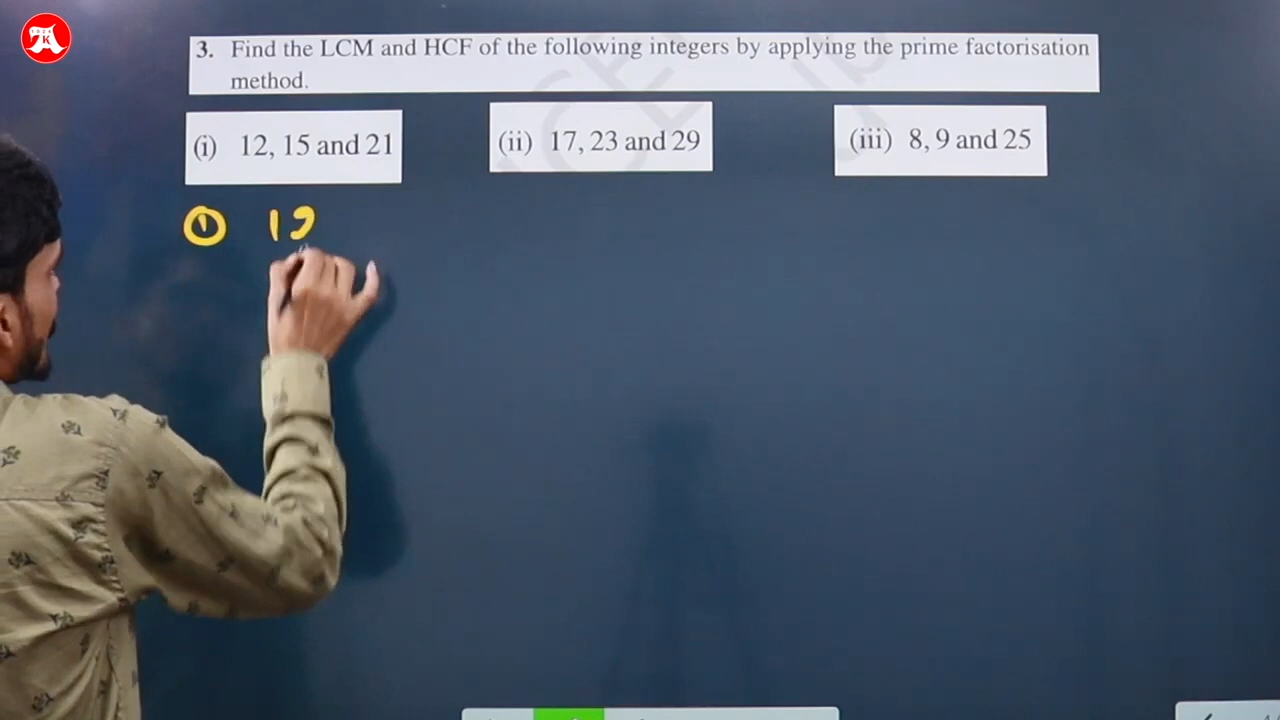 3. Find the LCM and HCF of the following integers by applying the prime factorisation
method.
(i) 12, 15 and 21
(ii) 17, 23 and 29
(iii) 8, 9 and 25
① 12